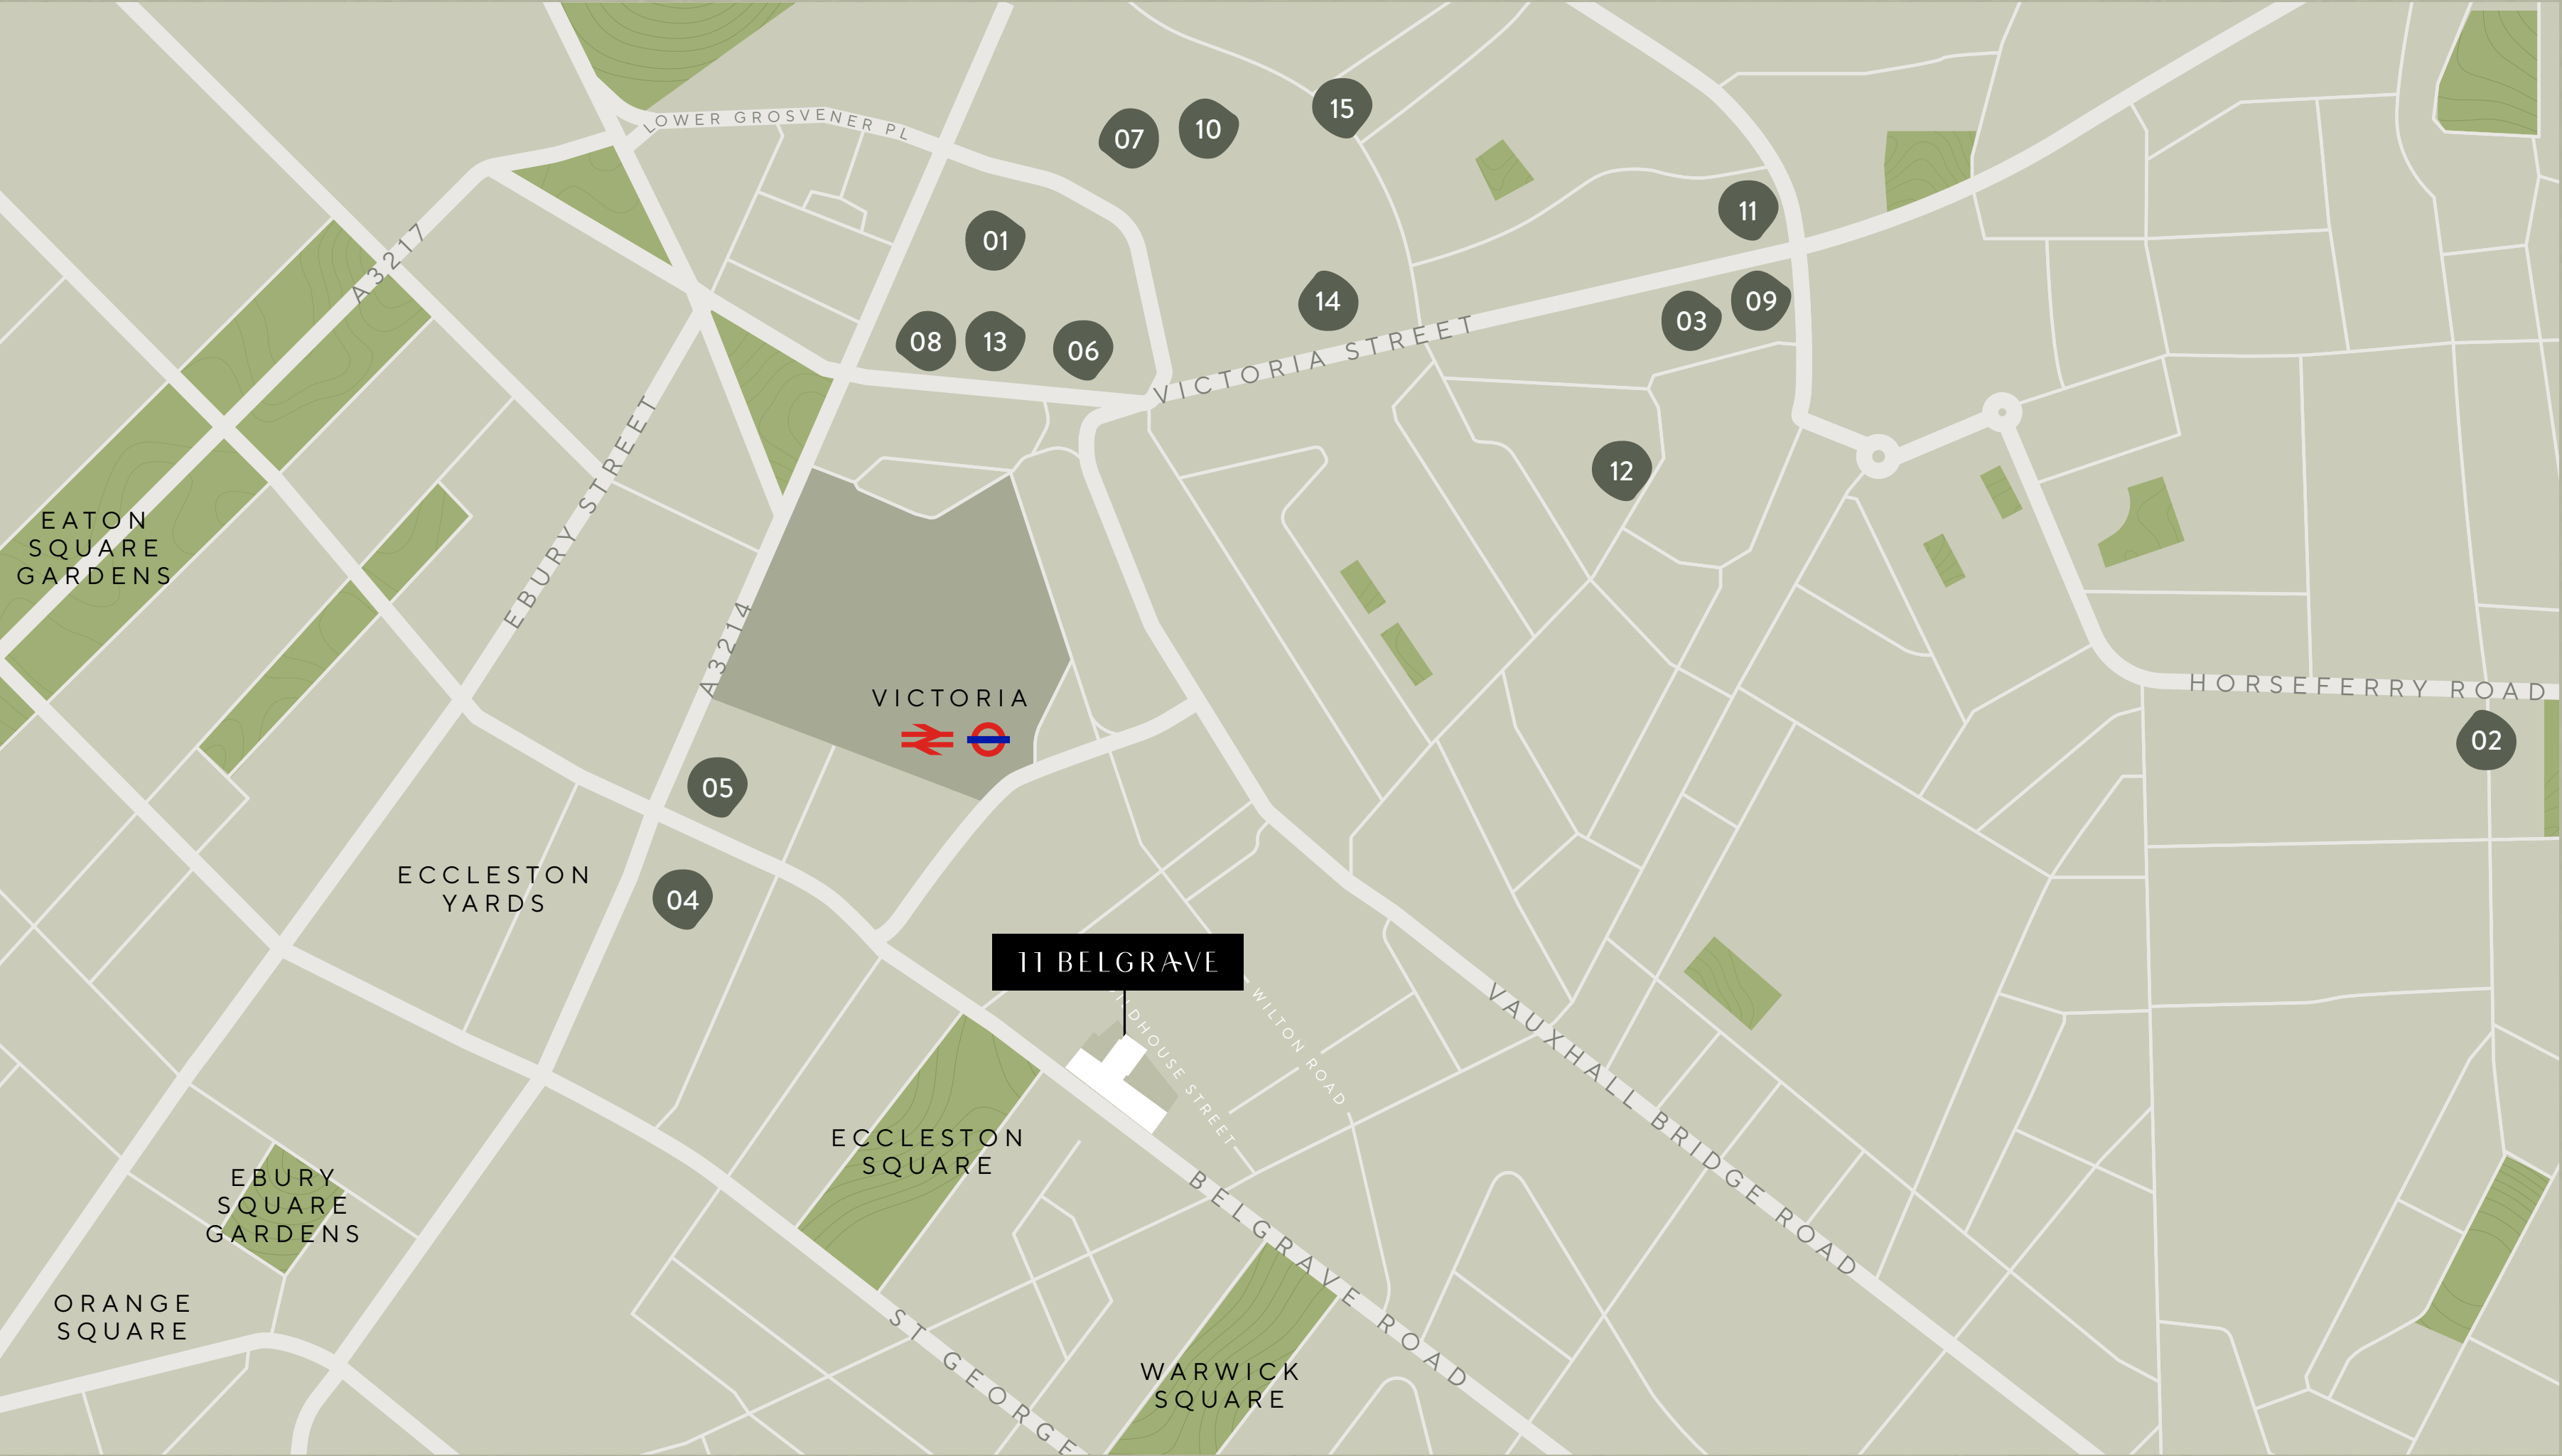 LOWER GROSVENER PL
15
10
07
11
A3217
01
14
09
03
08
13
06
VICTORIA STREET
EBURY STREET
12
EATON
SQUARE
GARDENS
A3214
VICTORIA
HORSEFERRY ROAD
02
05
ECCLESTON
YARDS
04
11 BELGRAVE
WILTON ROAD
STREET
VAUXHALL BRIDGE ROAD
ECCLESTON
SQUARE
EBURY
SQUARE
GARDENS
BELGRAVE ROAD
ORANGE
SQUARE
ST GEORGE
WARWICK
SQUARE